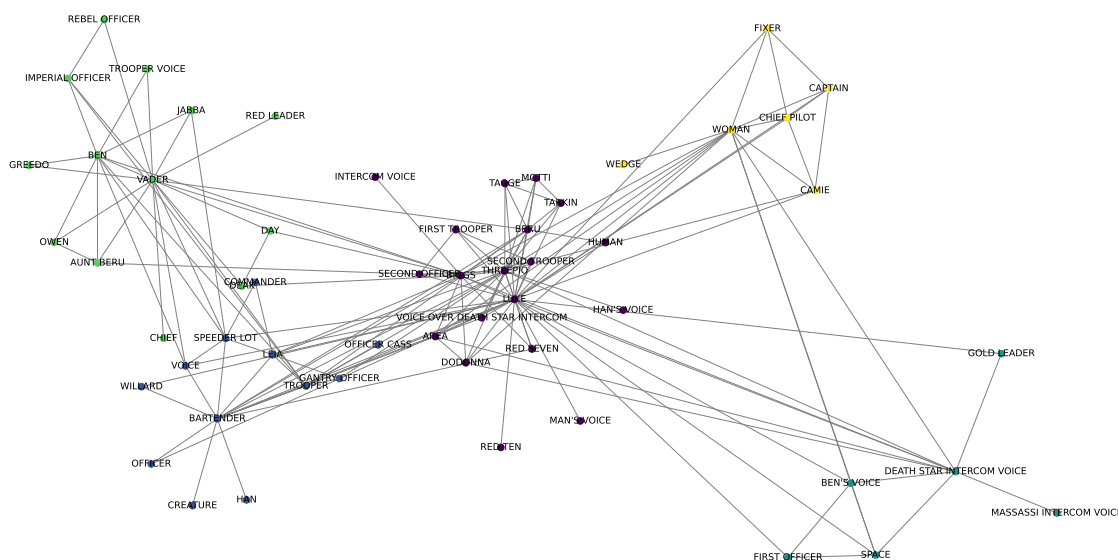 REBEL OFFICER
FIXER
TROOPER VOICE
IMPERIAL OFFICER
CAPTAIN
JABBA
RED LEADER
CHIEF PILOT
WOMAN
BEN
GREEDO
WEDGE
VADER
INTERCOM VOICE
TAGGE
MOTTI
CAMIE
TARKIN
DAY
FIRST TROOPER
BERU
OWEN
HUMAN
AUNT BERU
SECOND OFFICER
SECOND TROOPER
THREEPIO
COMMANDER
LUKE
HAN'S VOICE
VOICE OVER DEATH STAR INTERCOM
CHIEF
SPEEDER LOT
AREA
OFFICER CASS
RED SEVEN
LEIA
GOLD LEADER
VOICE
DODONNA
GANTRY OFFICER
WILLARD
TROOPER
BARTENDER
MAN'S VOICE
RED TEN
OFFICER
DEATH STAR INTERCOM VOICE
BEN'S VOICE
CREATURE
HAN
MASSASSI INTERCOM VOIC
FIRST OFFICER
SPACE